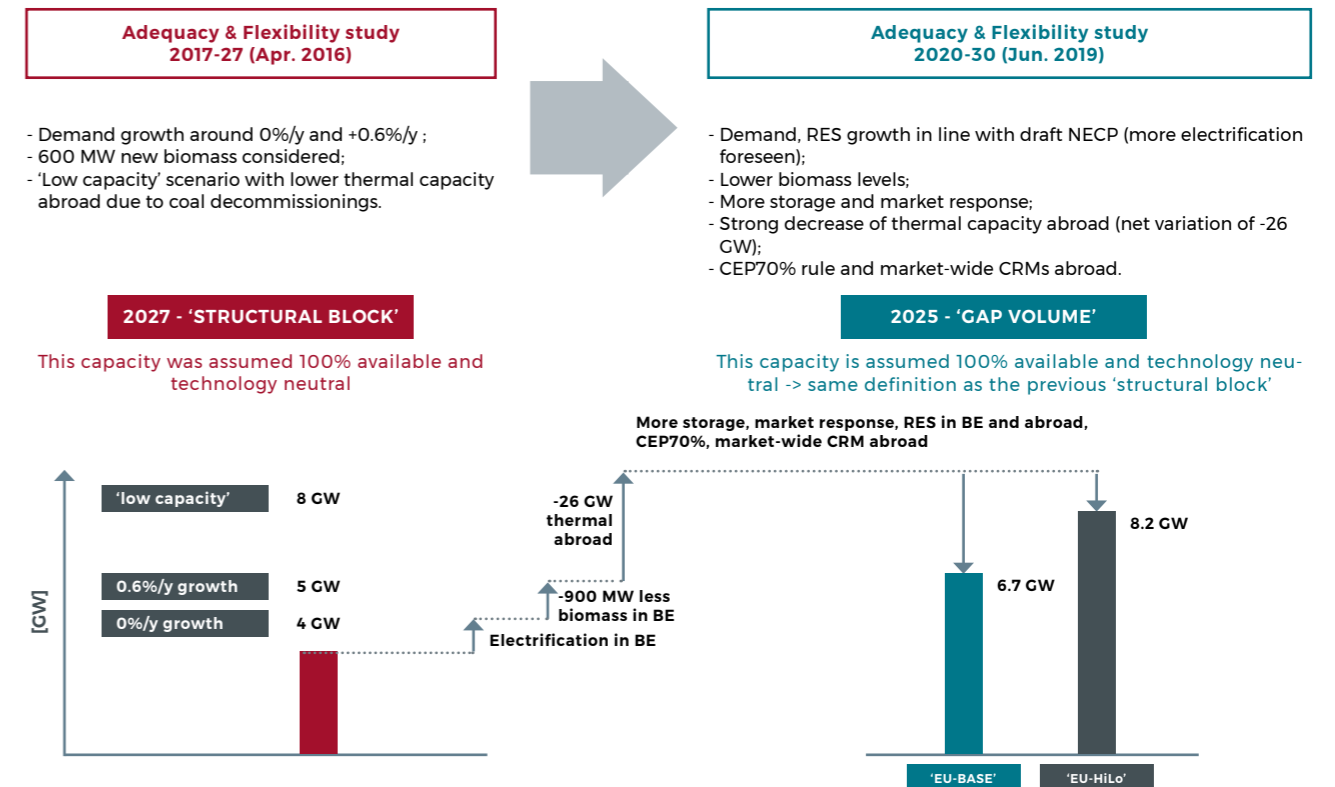 Adequacy & Flexibility study
2017-27 (Apr. 2016)
Adequacy & Flexibility study
2020-30 (Jun. 2019)
- Demand growth around 0%/y and +0.6%/y ;
- 600 MW new biomass considered;
- ‘Low capacity’ scenario with lower thermal capacity
abroad due to coal decommissionings.
- Demand, RES growth in line with draft NECP (more electrification
foreseen);
- Lower biomass levels;
- More storage and market response;
- Strong decrease of thermal capacity abroad (net variation of -26
GW);
- CEP70% rule and market-wide CRMs abroad.
2027 - ‘STRUCTURAL BLOCK’
This capacity was assumed 100% available and
technology neutral
2025 - ‘GAP VOLUME’
This capacity is assumed 100% available and technology neu-
tral -> same definition as the previous ‘structural block’
More storage, market response, RES in BE and abroad,
CEP70%, market-wide CRM abroad
[GW]
‘low capacity’ 8 GW
0.6%/y growth 5 GW
0%/y growth 4 GW
-26 GW
thermal
abroad
-900 MW less
biomass in BE
Electrification in BE
8.2 GW
6.7 GW
‘EU-BASE’
‘EU-HiLo’